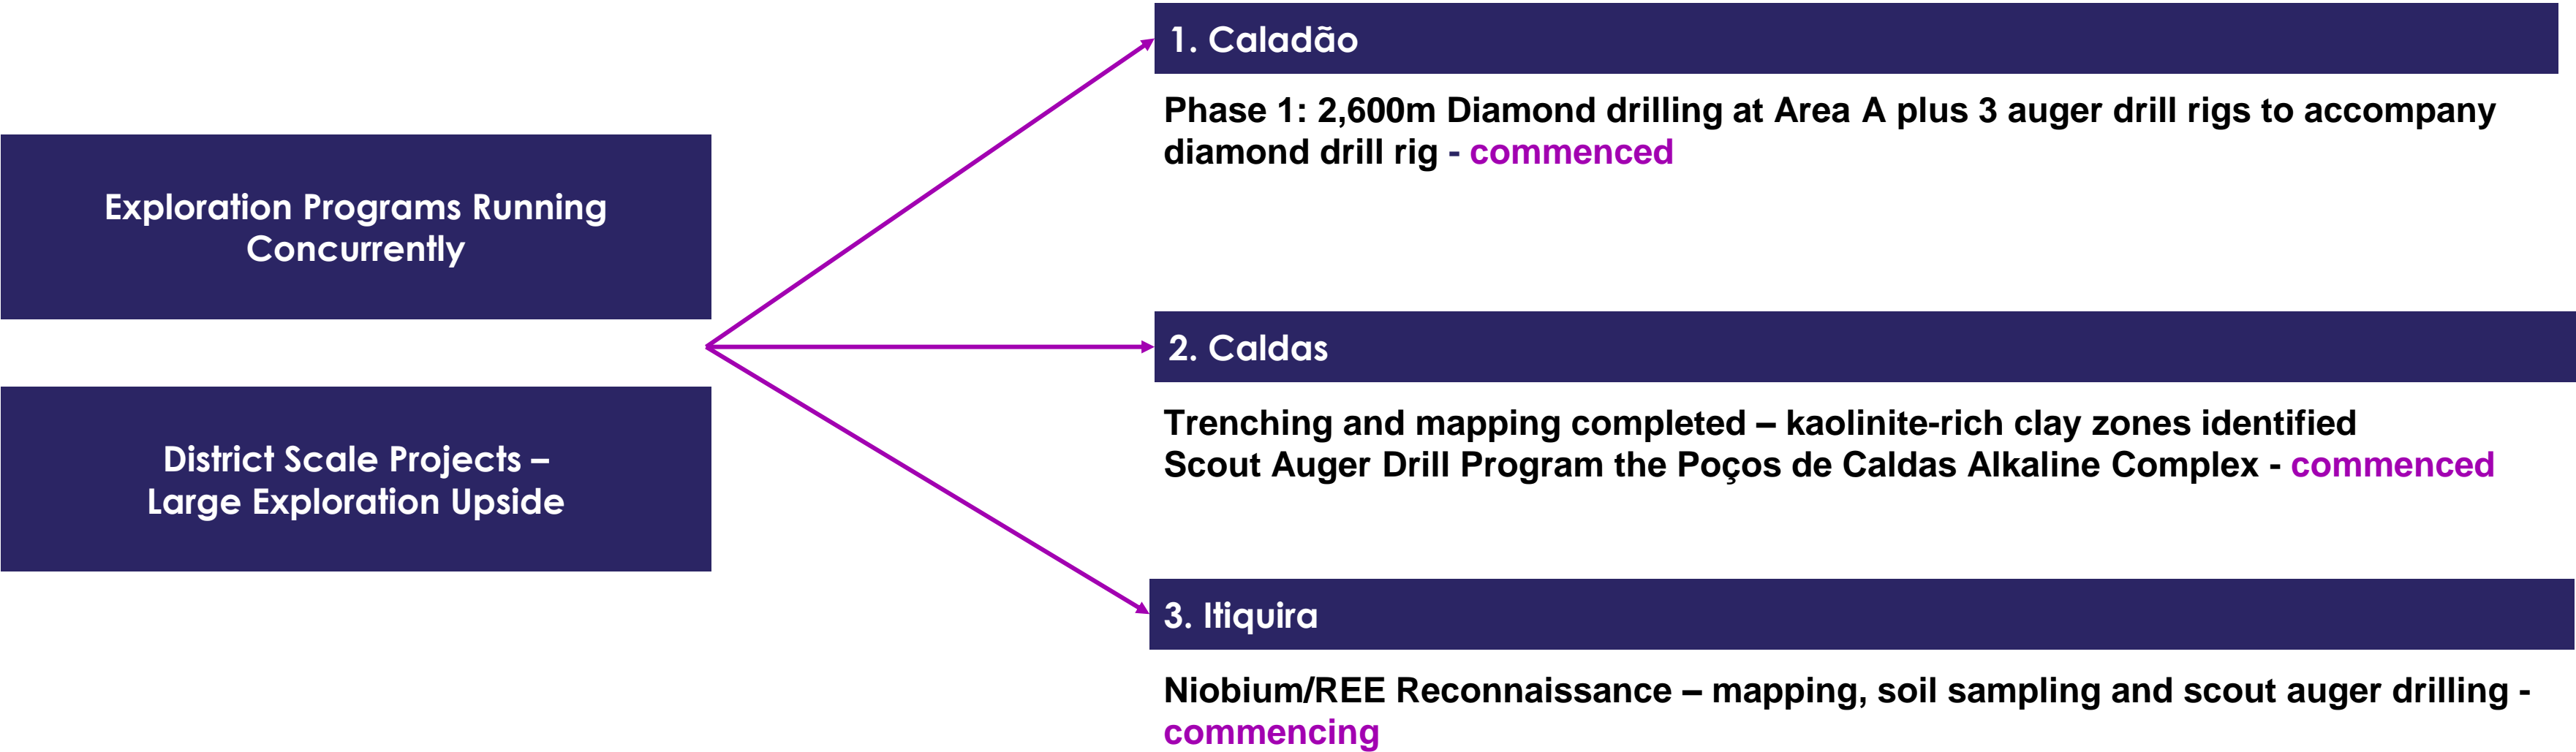 Exploration Programs Running
Concurrently
District Scale Projects –
Large Exploration Upside
1. Caladão
Phase 1: 2,600m Diamond drilling at Area A plus 3 auger drill rigs to accompany
diamond drill rig - commenced
2. Caldas
Trenching and mapping completed – kaolinite-rich clay zones identified
Scout Auger Drill Program the Poços de Caldas Alkaline Complex - commenced
3. Itiquira
Niobium/REE Reconnaissance – mapping, soil sampling and scout auger drilling -
commencing